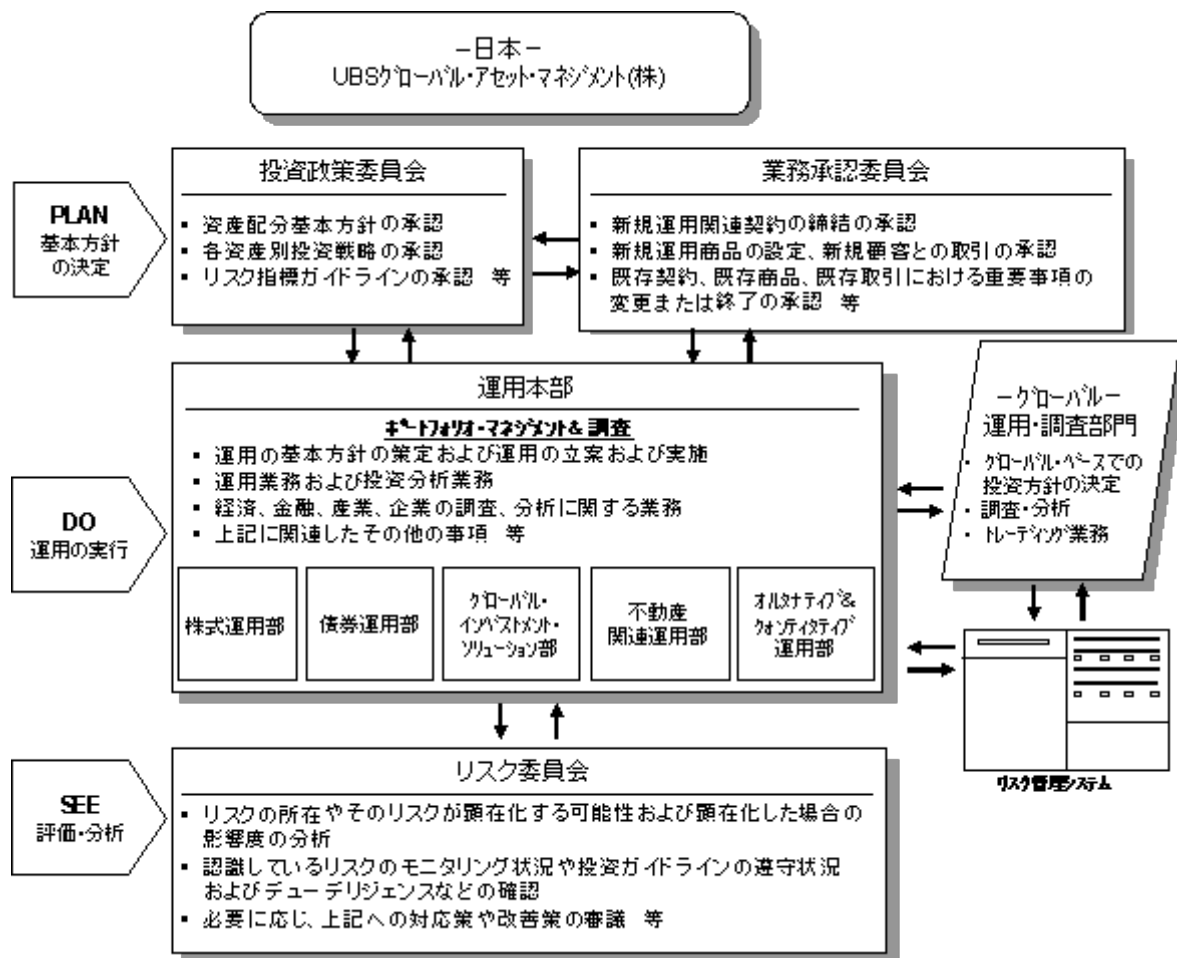 －日本－
UBSグローバル・アセット・マネジメント(株)
PLAN
基本方針
の決定
投資政策委員会
▪ 資産配分基本方針の承認
▪ 各資産別投資戦略の承認
▪ リスク指標ガイドラインの承認 等
業務承認委員会
▪ 新規運用関連契約の締結の承認
▪ 新規運用商品の設定、新規顧客との取引の承認
▪ 既存契約、既存商品、既存取引における重要事項の
変更または終了の承認 等
DO
運用の実行
運用本部
ポートフォリオ・マネジメント&調査
▪ 運用の基本方針の策定および運用の立案および実施
▪ 運用業務および投資分析業務
▪ 経済、金融、産業、企業の調査、分析に関する業務
▪ 上記に関連したその他の事項 等
株式運用部
債券運用部
グローバル・
インベストメント・
ソリューション部
不動産
関連運用部
オルタナティブ&
クォンティタティブ
運用部
－グローバル－
運用・調査部門
・ グローバル・ベースでの
投資方針の決定
・ 調査・分析
・ トレーディング業務
リスク管理システム
SEE
評価・分析
リスク委員会
▪ リスクの所在やそのリスクが顕在化する可能性および顕在化した場合の
影響度の分析
▪ 認識しているリスクのモニタリング状況や投資ガイドラインの遵守状況
およびデューデリジェンスなどの確認
▪ 必要に応じ、上記への対応策や改善策の審議 等